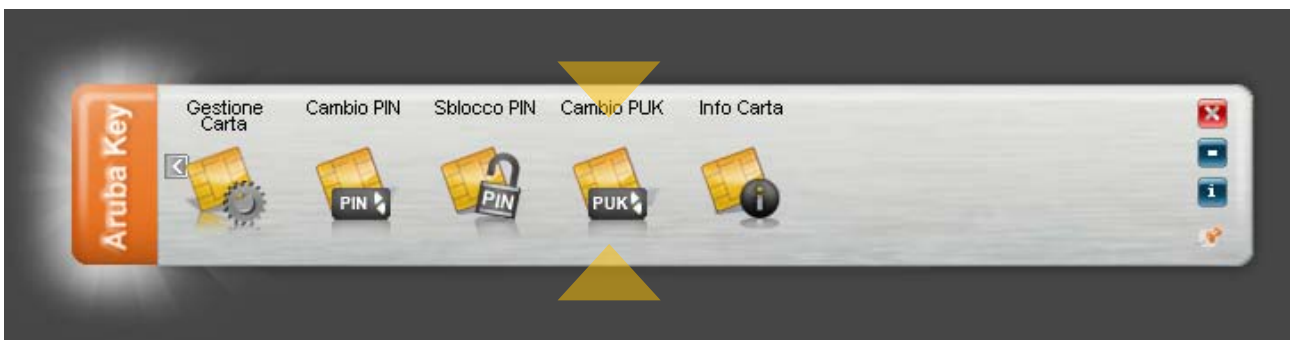 Aruba Key
Gestione
Carta
Cambio PIN
Sblocco PIN
Cambio PUK
Info Carta
PIN
PIN
PUK
i
i